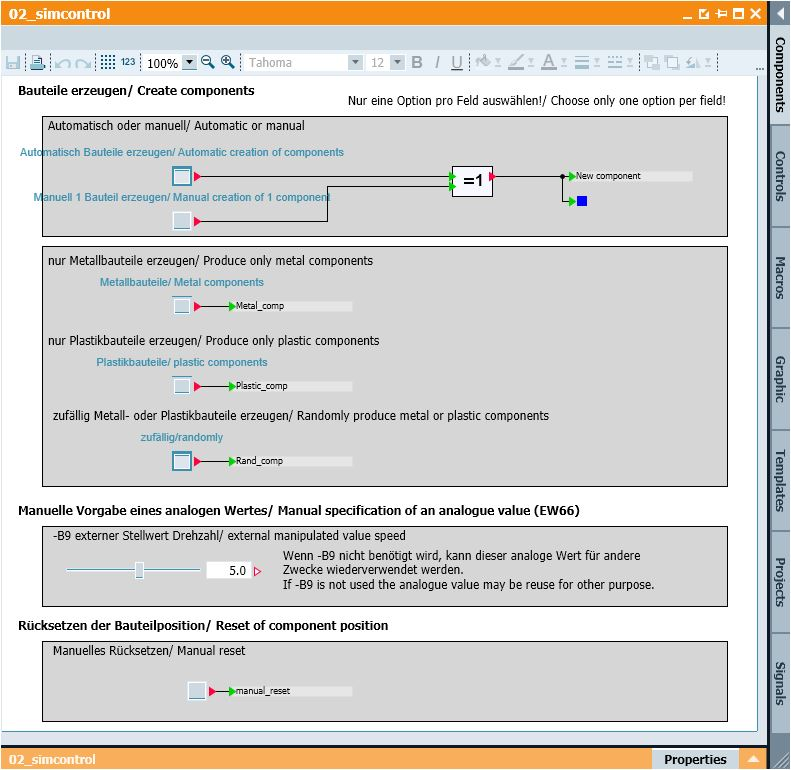 02_simcontrol
123
100%
Tahoma
12
B I U A
Bauteile erzeugen/ Create components
Nur eine Option pro Feld auswählen!/ Choose only one option per field!
Automatisch oder manuell/ Automatic or manual
Automatisch Bauteile erzeugen/ Automatic creation of components
=1
New component
Manuell 1 Bauteil erzeugen/ Manual creation of 1 component
nur Metallbauteile erzeugen/ Produce only metal components
Metallbauteile/ Metal components
Metal_comp
nur Plastikbauteile erzeugen/ Produce only plastic components
Plastikbauteile/ plastic components
Plastic_comp
zufällig Metall- oder Plastikbauteile erzeugen/ Randomly produce metal or plastic components
zufällig/randomly
Rand_comp
Manuelle Vorgabe eines analogen Wertes/ Manual specification of an analogue value (EW66)
-B9 externer Stellwert Drehzahl/ external manipulated value speed
5.0
Wenn -B9 nicht benötigt wird, kann dieser analoge Wert für andere
Zwecke wiederverwendet werden.
If -B9 is not used the analogue value may be reuse for other purpose.
Rücksetzen der Bauteilposition/ Reset of component position
Manuelles Rücksetzen/ Manual reset
manual_reset
02_simcontrol
Properties
Components
Controls
Macros
Graphic
Templates
Projects
Signals